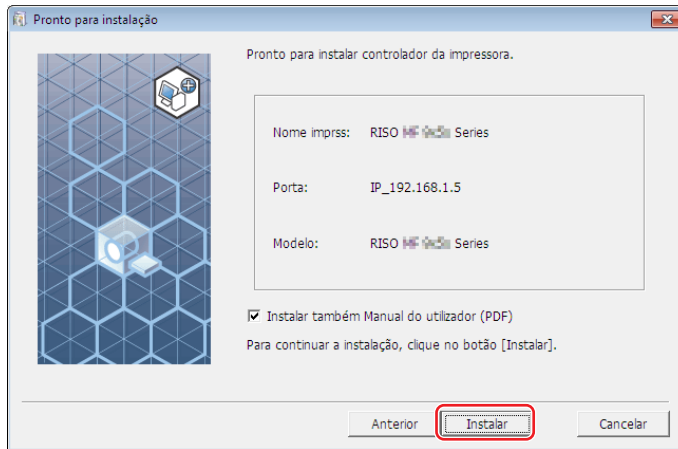 Pronto para instalação
Pronto para instalar controlador da impressora.
Nome imprss: RISO Series
Porta: IP_192.168.1.5
Modelo: RISO Series
Instalar também Manual do utilizador (PDF)
Para continuar a instalação, clique no botão [Instalar].
Anterior Instalar Cancelar